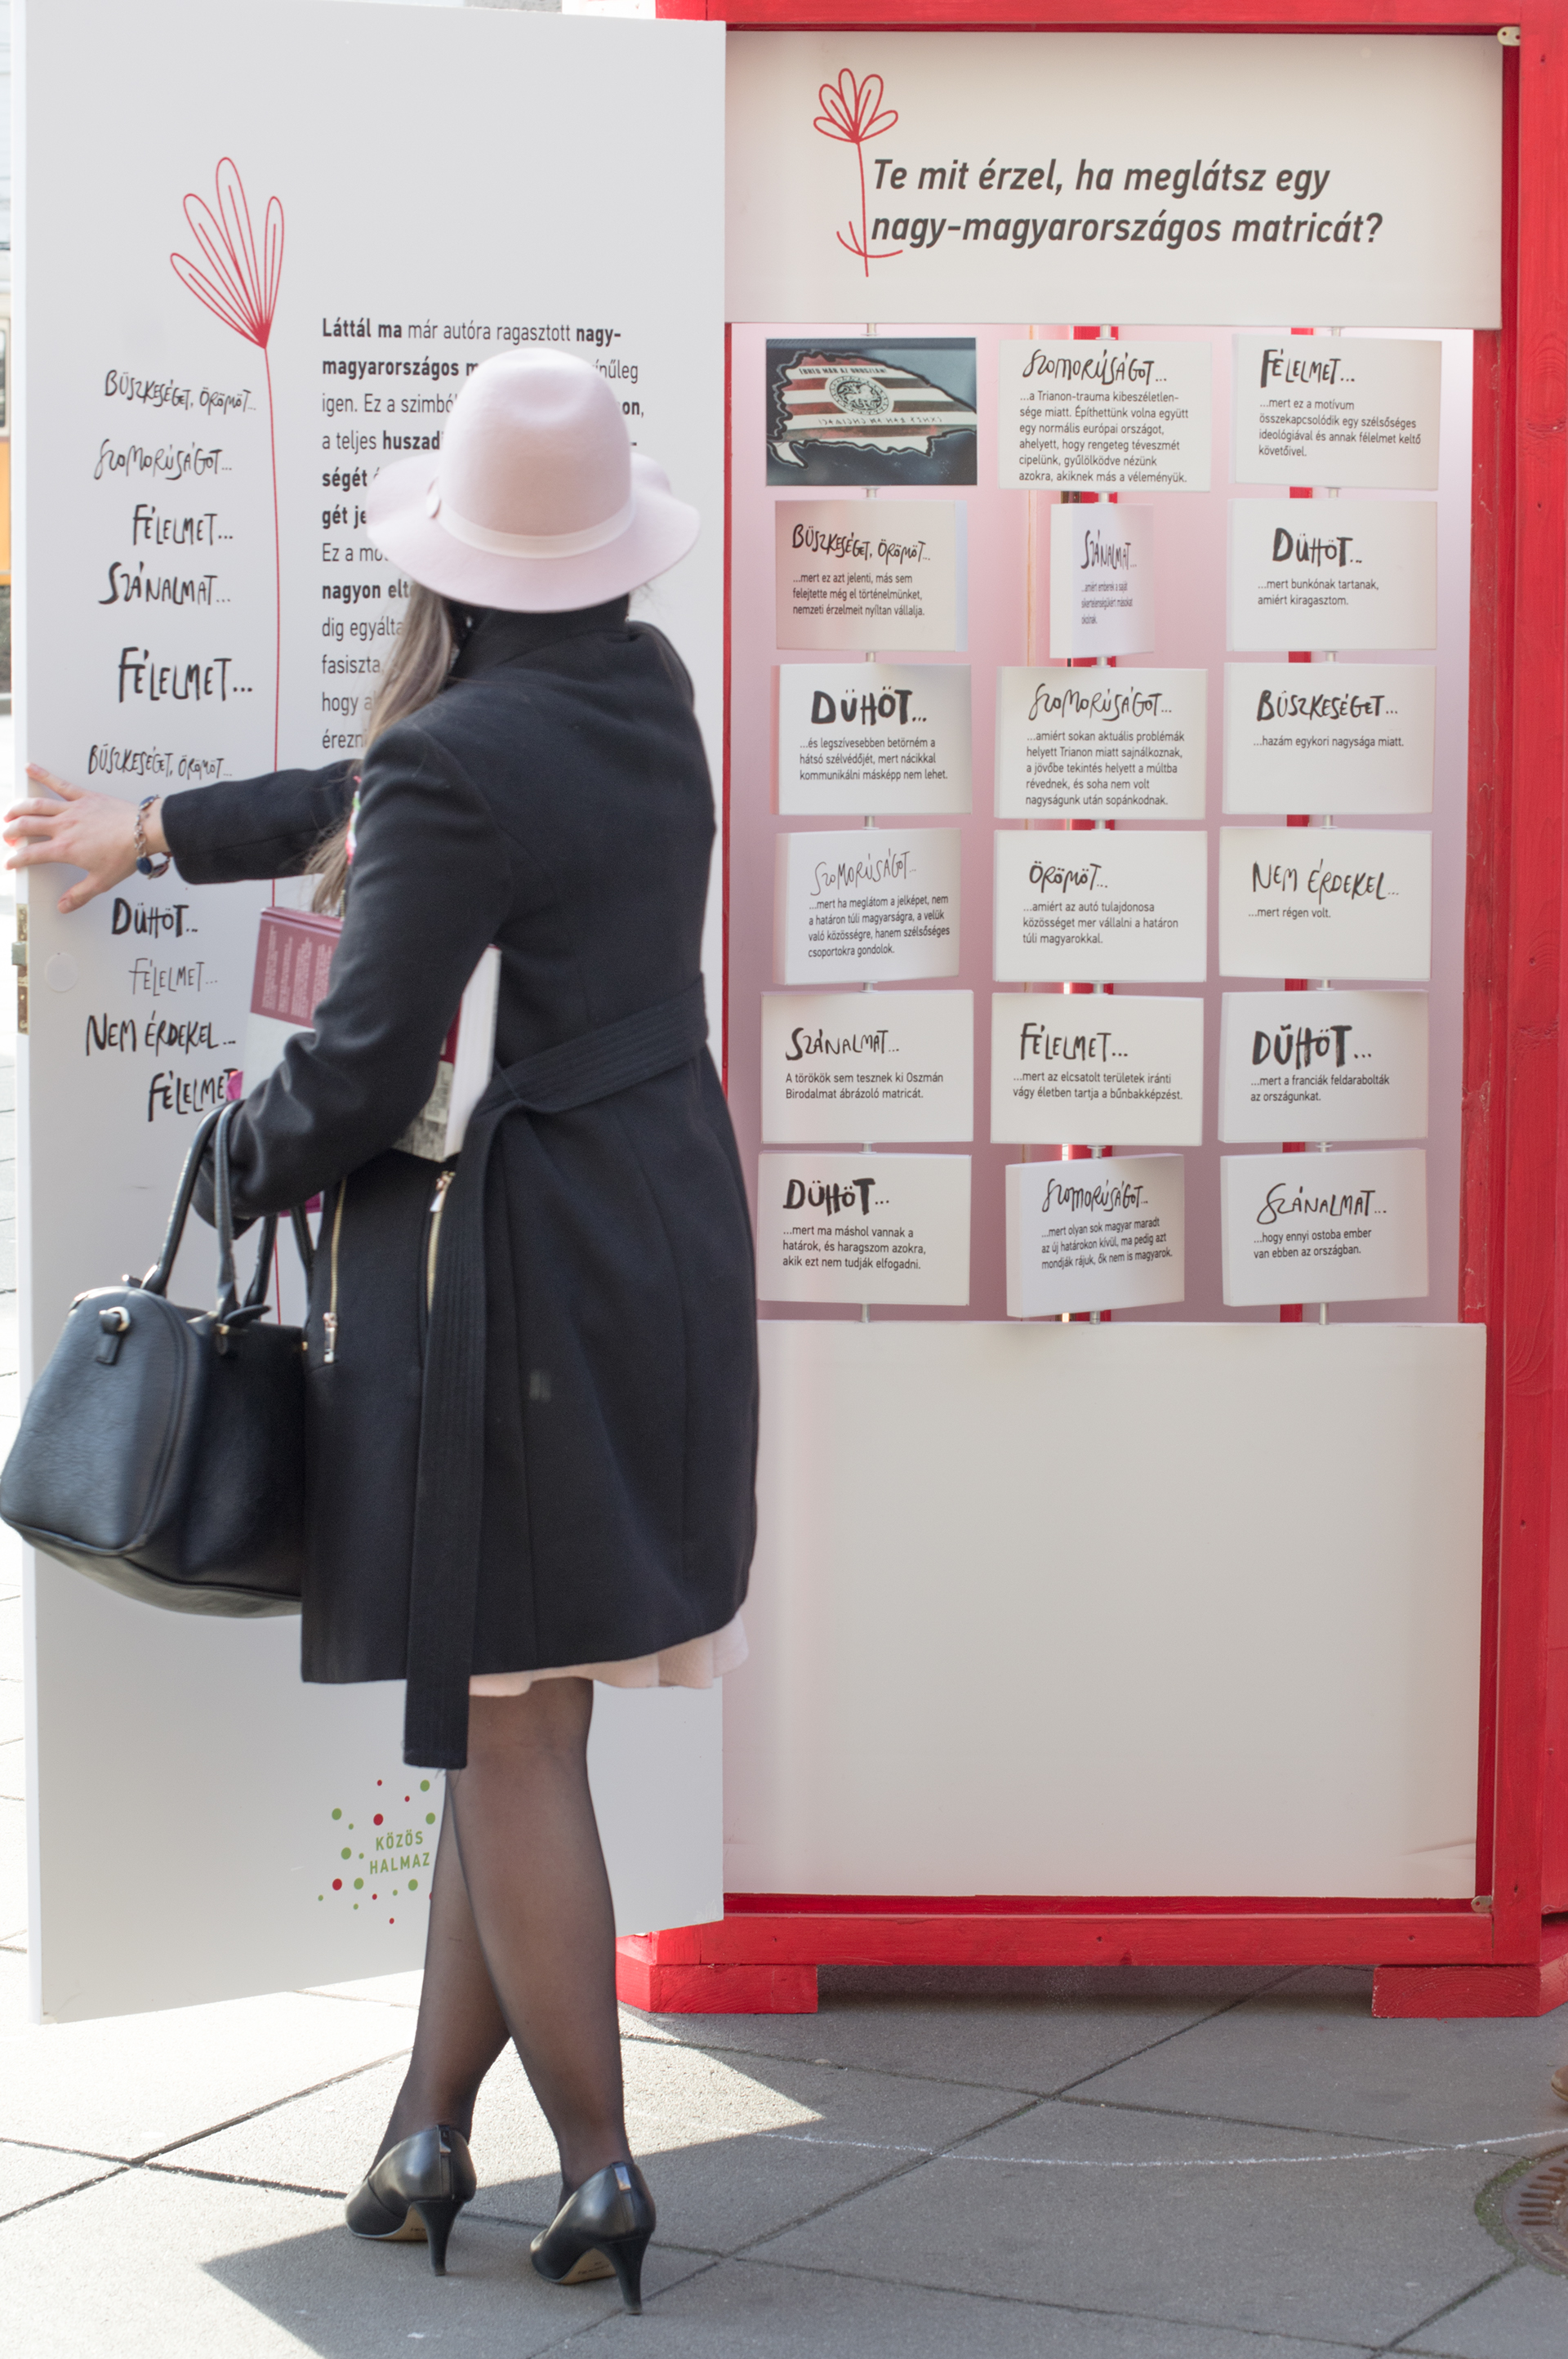 BÜSZKESÉGET, ÖRÖMÖT...
SZOMORÚSÁGOT...
FÉLELMET...
SZÁNALMAT...
FÉLELMET...
BÜSZKESÉGET, ÖRÖMÖT...
DÜHÖT...
FÉLELMET...
NEM ÉRDEKEL...
FÉLELMET
Láttál ma már autóra ragasztott nagy-
magyarországos
igen. Ez a
a teljes
ségét
gét
Ez a
nagyon
dig
fasiszta,
hogy
KÖZÖS
HALMAZ
Te mit érzel, ha meglátsz egy
nagy-magyarországos matricát?
SZOMORÚSÁGOT...
...a Trianon-trauma kibeszéletlen-
sége miatt. Építhettünk volna együtt
egy normális európai országot,
ahelyett, hogy rengeteg téveszmét
cipelünk, gyűlölködve nézünk
azokra, akiknek más a véleményük.
FÉLELMET...
...mert ez a motívum
összekapcsolódik egy szélsőséges
ideológiával és annak félelmet keltő
követőivel.
BÜSZKESÉGET, ÖRÖMÖT...
...mert ez azt jelenti, más sem
felejtette még el történelmünket,
nemzeti érzelmeit nyíltan vállalja.
SZÁNALMAT...
...amiért emberek a saját
sikertelenségükért másokat
okolnak.
DÜHÖT...
...mert bunkónak tartanak,
amiért kiragasztom.
DÜHÖT...
...és legszívesebben betörném a
hátsó szélvédőjét, mert nácikkal
kommunikálni másképp nem lehet.
SZOMORÚSÁGOT...
...amiért sokan aktuális problémák
helyett Trianon miatt sajnálkoznak,
a jövőbe tekintés helyett a múltba
révednek, és soha nem volt
nagyságunk után sopánkodnak.
BÜSZKESÉGET...
...hazám egykori nagysága miatt.
SZOMORÚSÁGOT...
...mert ha meglátom a jelképet, nem
a határon túli magyarságra, a velük
való közösségre, hanem szélsőséges
csoportokra gondolok.
ÖRÖMÖT...
...amiért az autó tulajdonosa
közösséget mer vállalni a határon
túli magyarokkal.
NEM ÉRDEKEL...
...mert régen volt.
SZÁNALMAT...
A törökök sem tesznek ki Oszmán
Birodalmat ábrázoló matricát.
FÉLELMET...
...mert az elcsatolt területek iránti
vágy életben tartja a bűnbakképzést.
DÜHÖT...
...mert a franciák feldarabolták
az országunkat.
DÜHÖT...
...mert ma máshol vannak a
határok, és haragszom azokra,
akik ezt nem tudják elfogadni.
SZOMORÚSÁGOT...
...mert olyan sok magyar maradt
az új határokon kívül, ma pedig azt
mondják rájuk, ők nem is magyarok.
SZÁNALMAT...
...hogy ennyi ostoba ember
van ebben az országban.